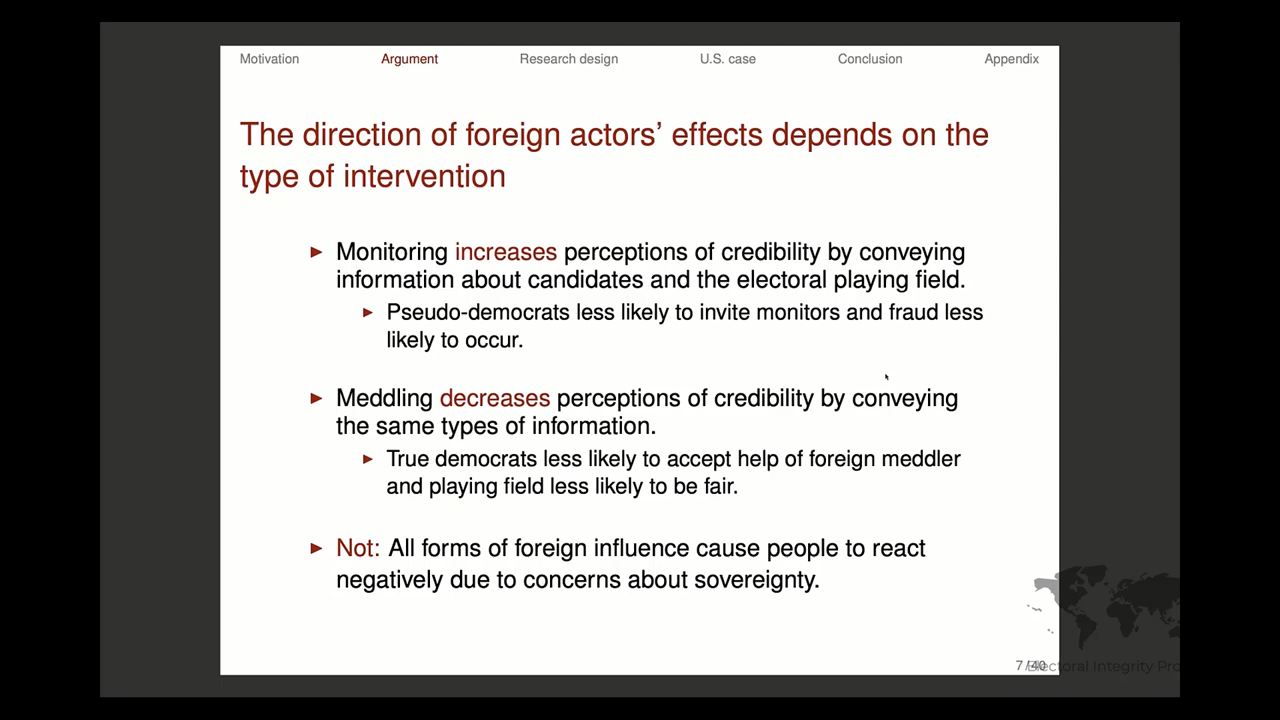 Motivation Argument Research design U.S. case Conclusion Appendix
The direction of foreign actors' effects depends on the
type of intervention
Monitoring increases perceptions of credibility by conveying
information about candidates and the electoral playing field.
Pseudo-democrats less likely to invite monitors and fraud less
likely to occur.
Meddling decreases perceptions of credibility by conveying
the same types of information.
True democrats less likely to accept help of foreign meddler
and playing field less likely to be fair.
Not: All forms of foreign influence cause people to react
negatively due to concerns about sovereignty.
7/40
Electoral Integrity Pro